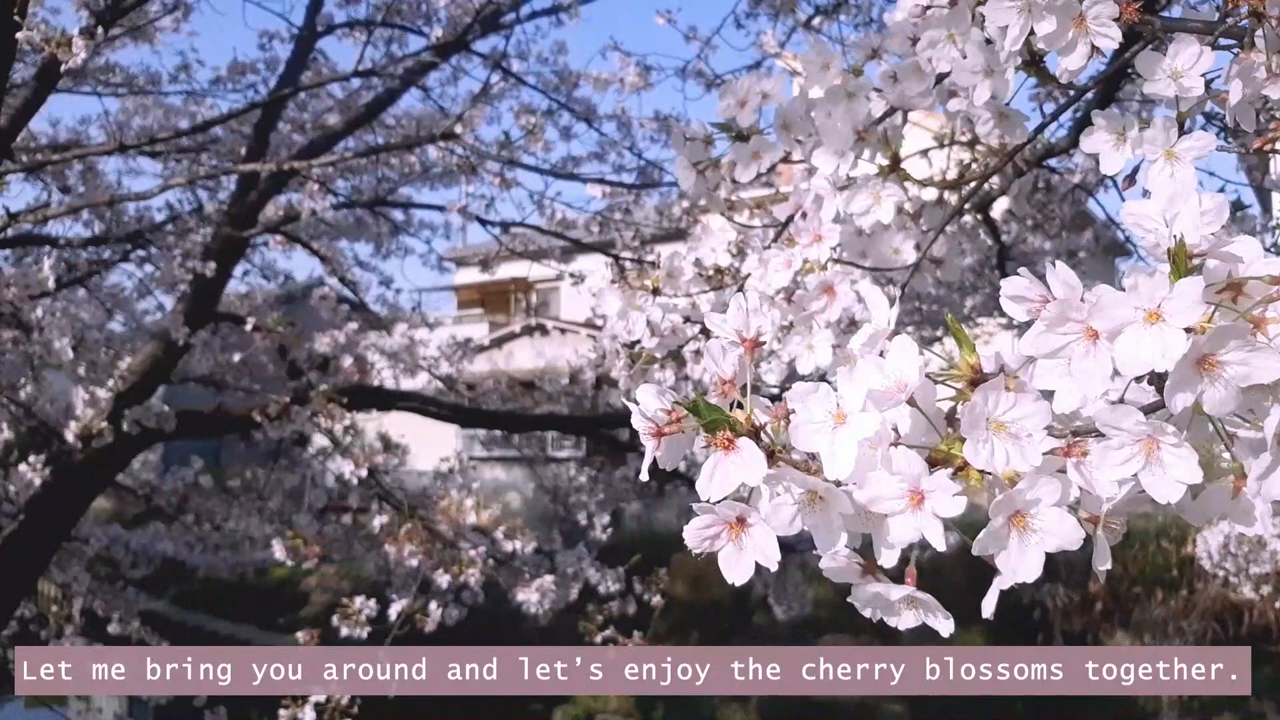 Let me bring you around and let’s enjoy the cherry blossoms together.